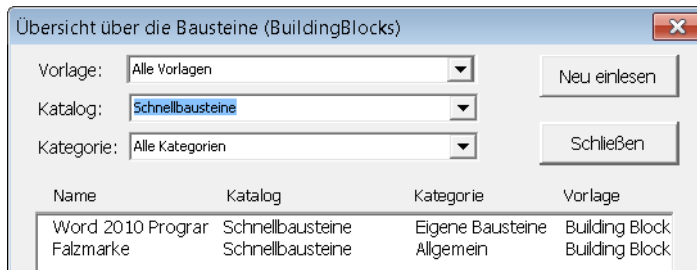 Übersicht über die Bausteine (BuildingBlocks)
Vorlage: Alle Vorlagen Neu einlesen
Katalog: Schnellbausteine
Kategorie: Alle Kategorien Schließen
Name Katalog Kategorie Vorlage
Word 2010 Prograr Schnellbausteine Eigene Bausteine Building Block
Falzmarke Schnellbausteine Allgemein Building Block